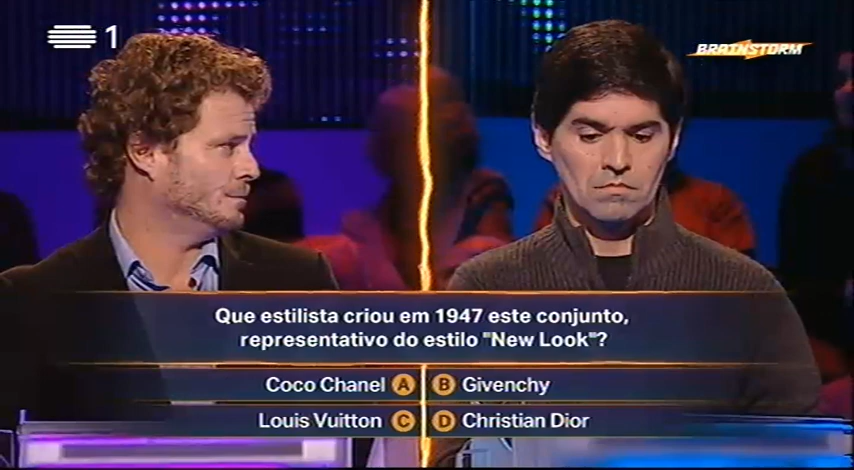 1
BRAINSTORM
Que estilista criou em 1947 este conjunto,
representativo do estilo "New Look"?
Coco Chanel A
B Givenchy
Louis Vuitton C
D Christian Dior